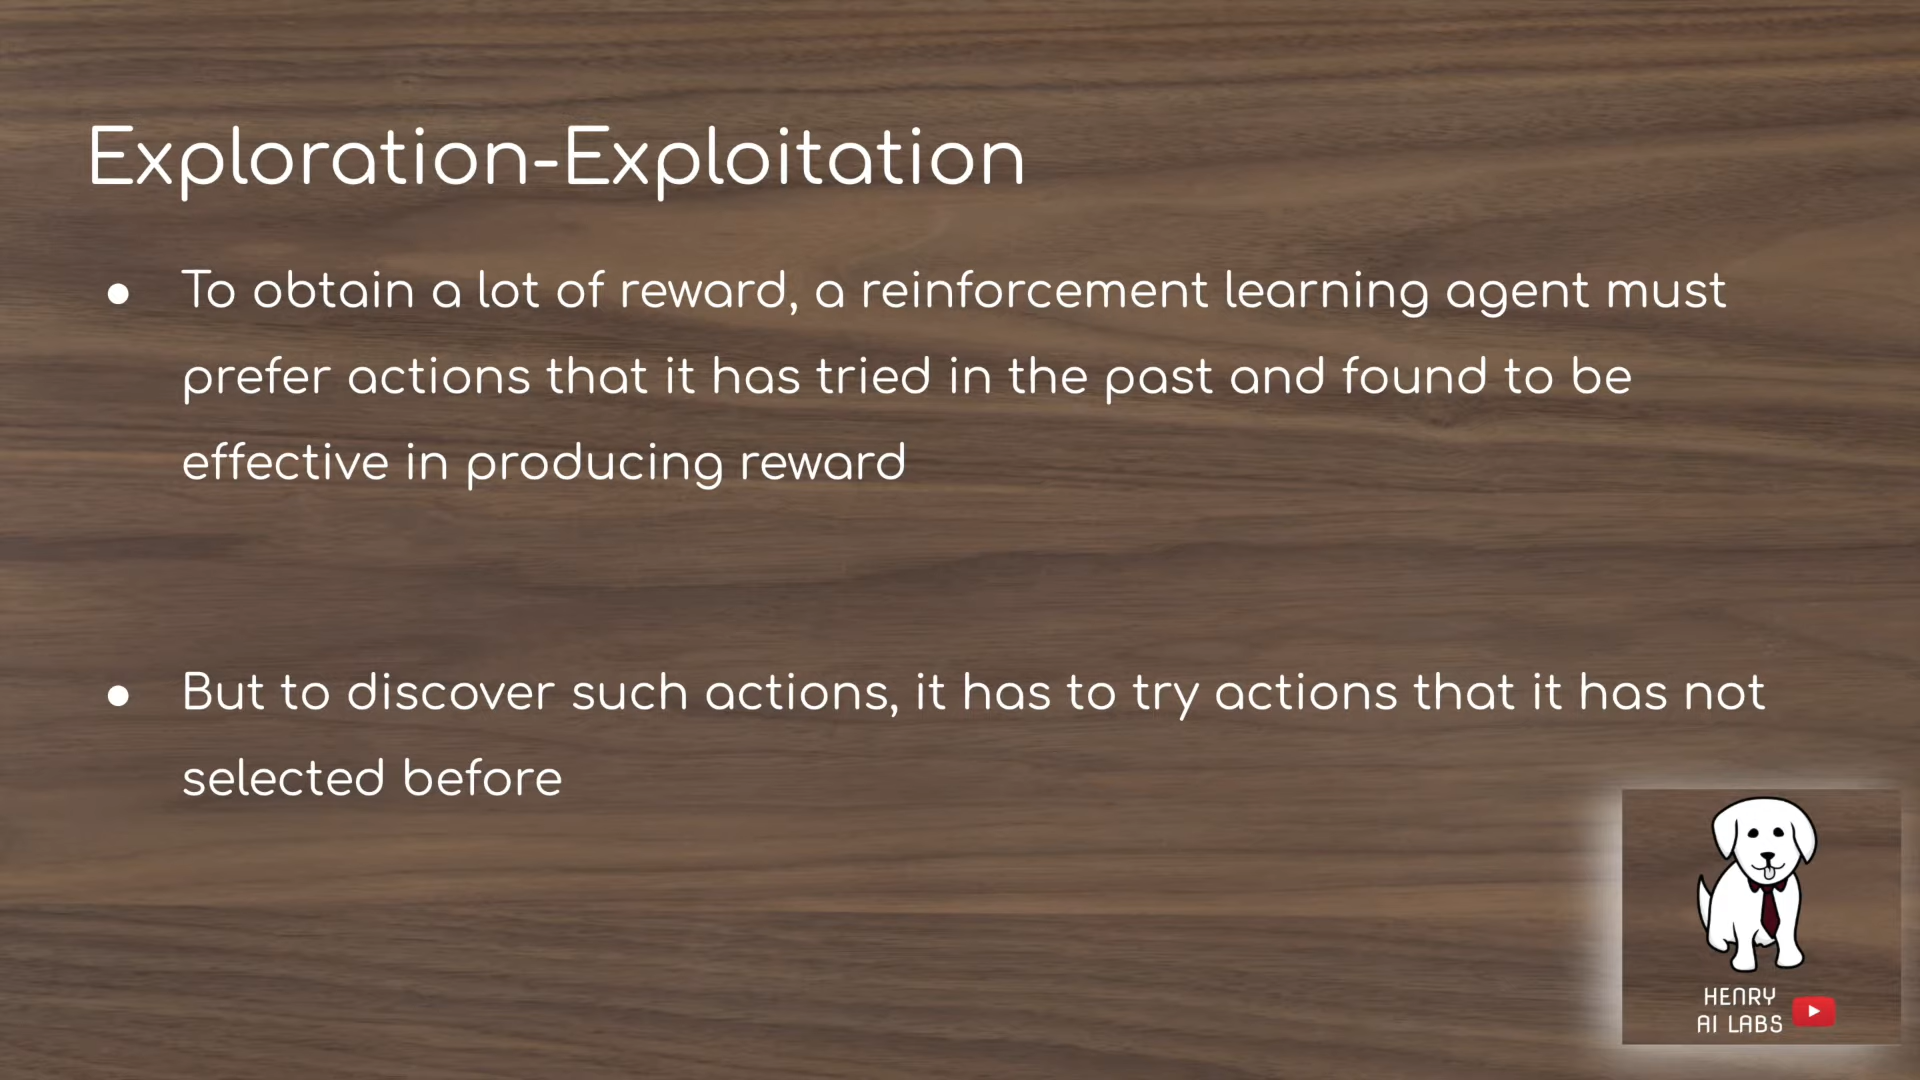 Exploration-Exploitation
● To obtain a lot of reward, a reinforcement learning agent must
prefer actions that it has tried in the past and found to be
effective in producing reward
● But to discover such actions, it has to try actions that it has not
selected before
HENRY
AI LABS